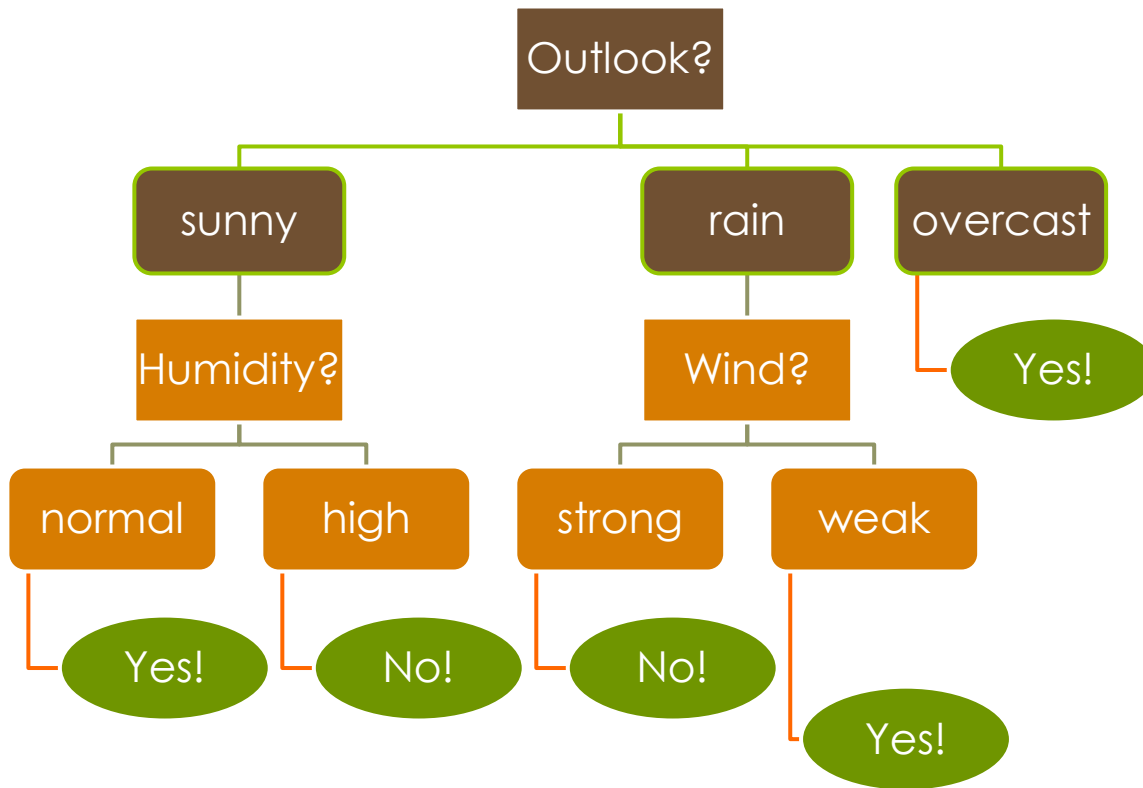 Outlook?
sunny
rain
overcast
Humidity?
Wind?
Yes!
normal
high
strong
weak
Yes!
No!
No!
Yes!